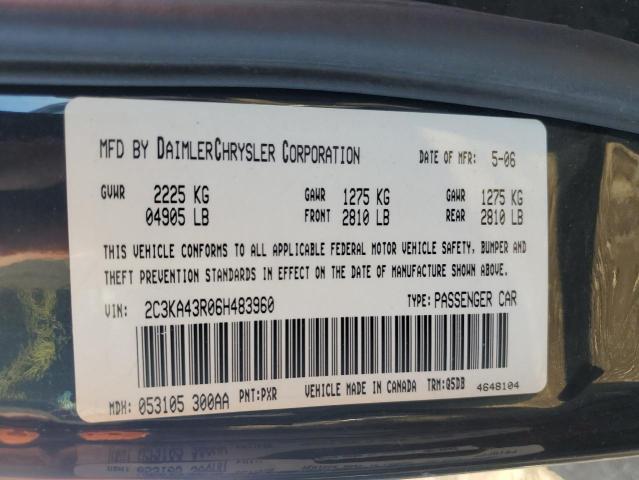 MFD BY DAIMLERCHRYSLER CORPORATION DATE OF MFR: 5-06
GVWR 2225 KG GAWR 1275 KG GAWR 1275 KG
04905 LB FRONT 2810 LB REAR 2810 LB
THIS VEHICLE CONFORMS TO ALL APPLICABLE FEDERAL MOTOR VEHICLE SAFETY, BUMPER AND
THEFT PREVENTION STANDARDS IN EFFECT ON THE DATE OF MANUFACTURE SHOWN ABOVE.
VIN: 2C3KA43R06H483960 TYPE: PASSENGER CAR
MDH: 053105 300AA PNT:PXR VEHICLE MADE IN CANADA TRM:Q5DB 4648104